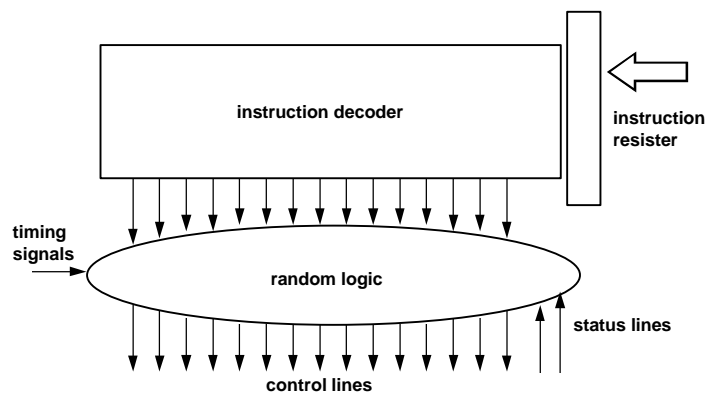 instruction decoder
instruction
resister
timing
signals
random logic
status lines
control lines